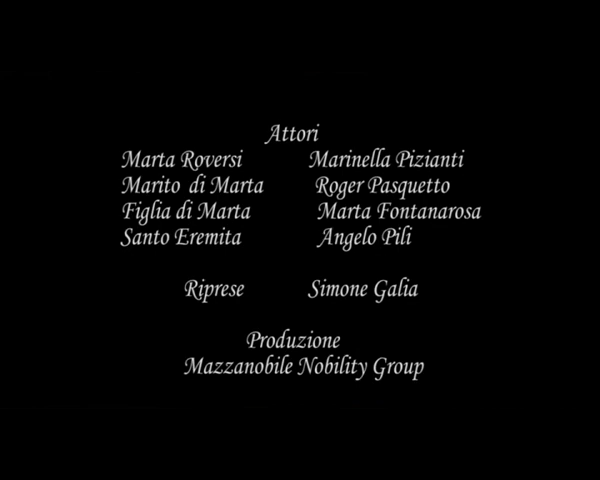 Attori
Marta Roversi Marinella Pizianti
Marito di Marta Roger Pasquetto
Figlia di Marta Marta Fontanarosa
Santo Eremita Angelo Pili
Riprese Simone Galia
Produzione
Mazzanobile Nobility Group